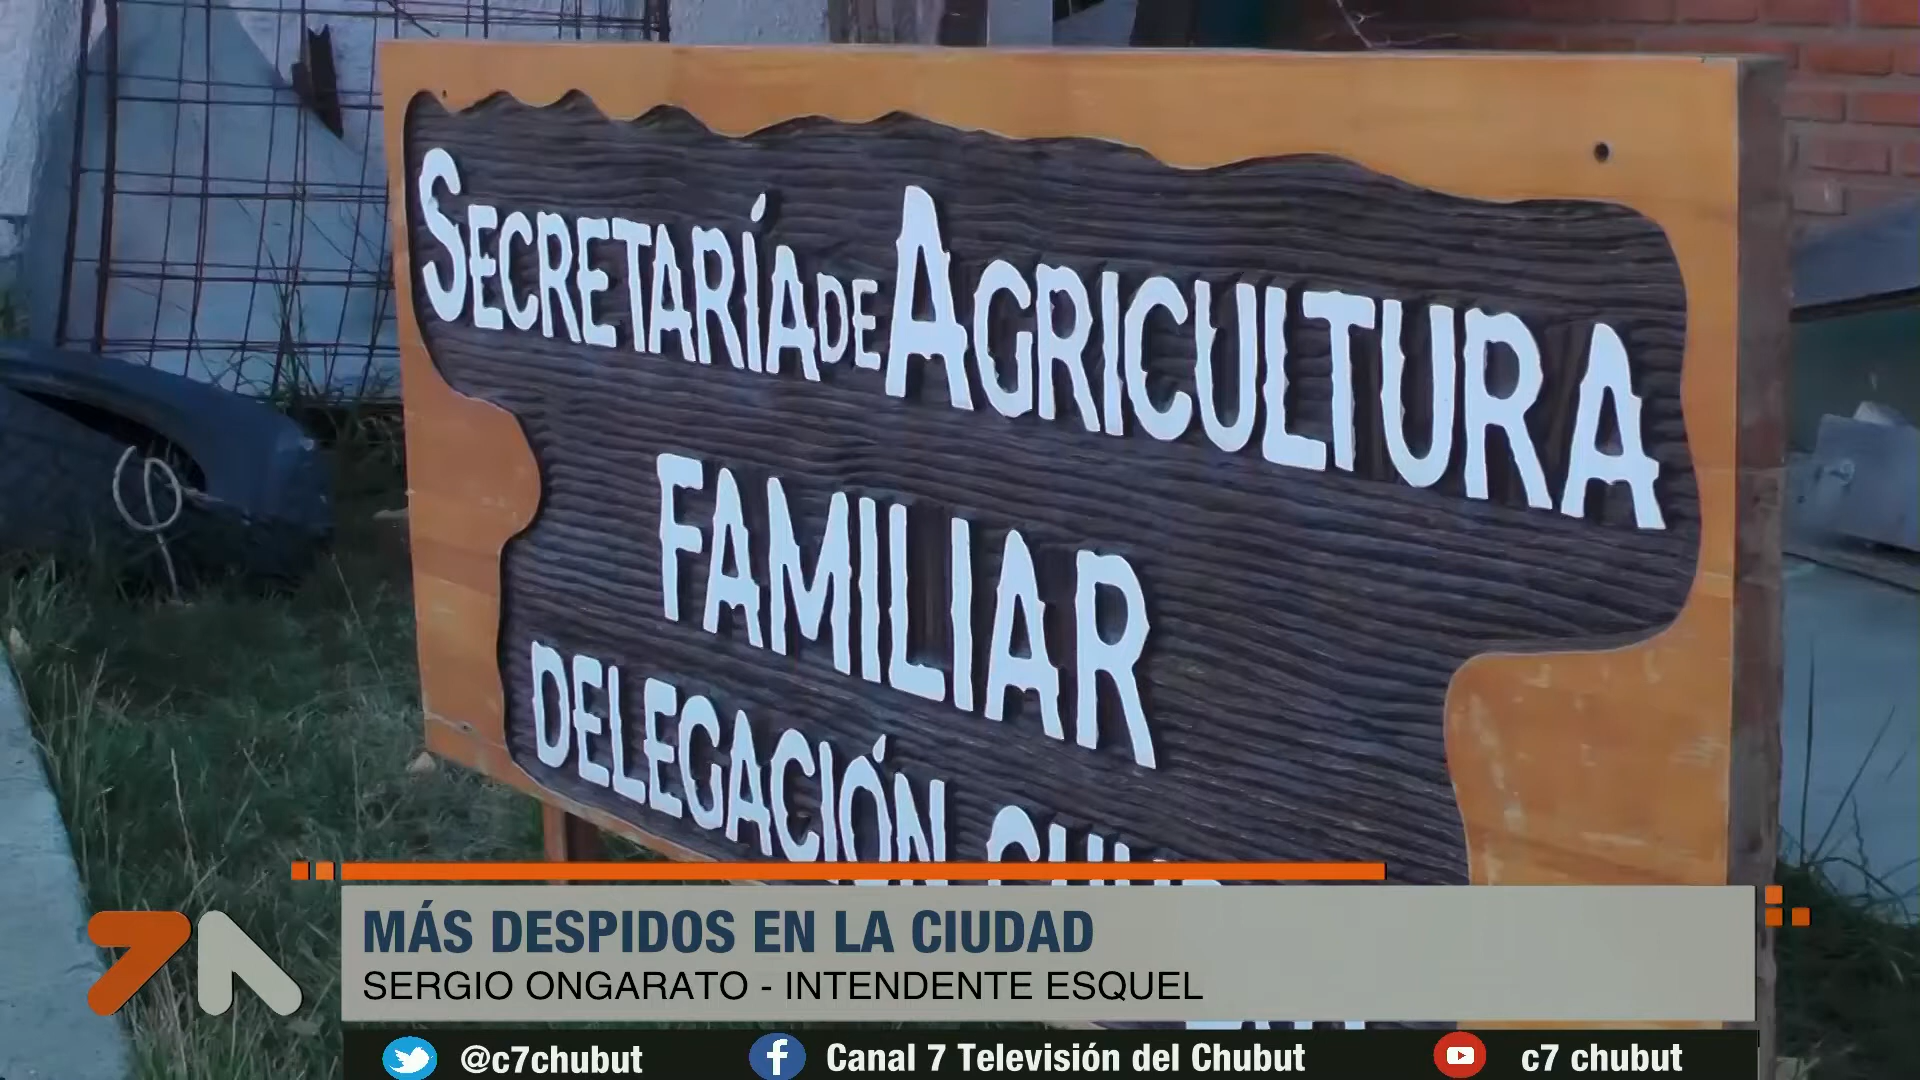 SECRETARÍA DE AGRICULTURA
FAMILIAR
DELEGACIÓN
MÁS DESPIDOS EN LA CIUDAD
SERGIO ONGARATO - INTENDENTE ESQUEL
@c7chubut
Canal 7 Televisión del Chubut
c7 chubut